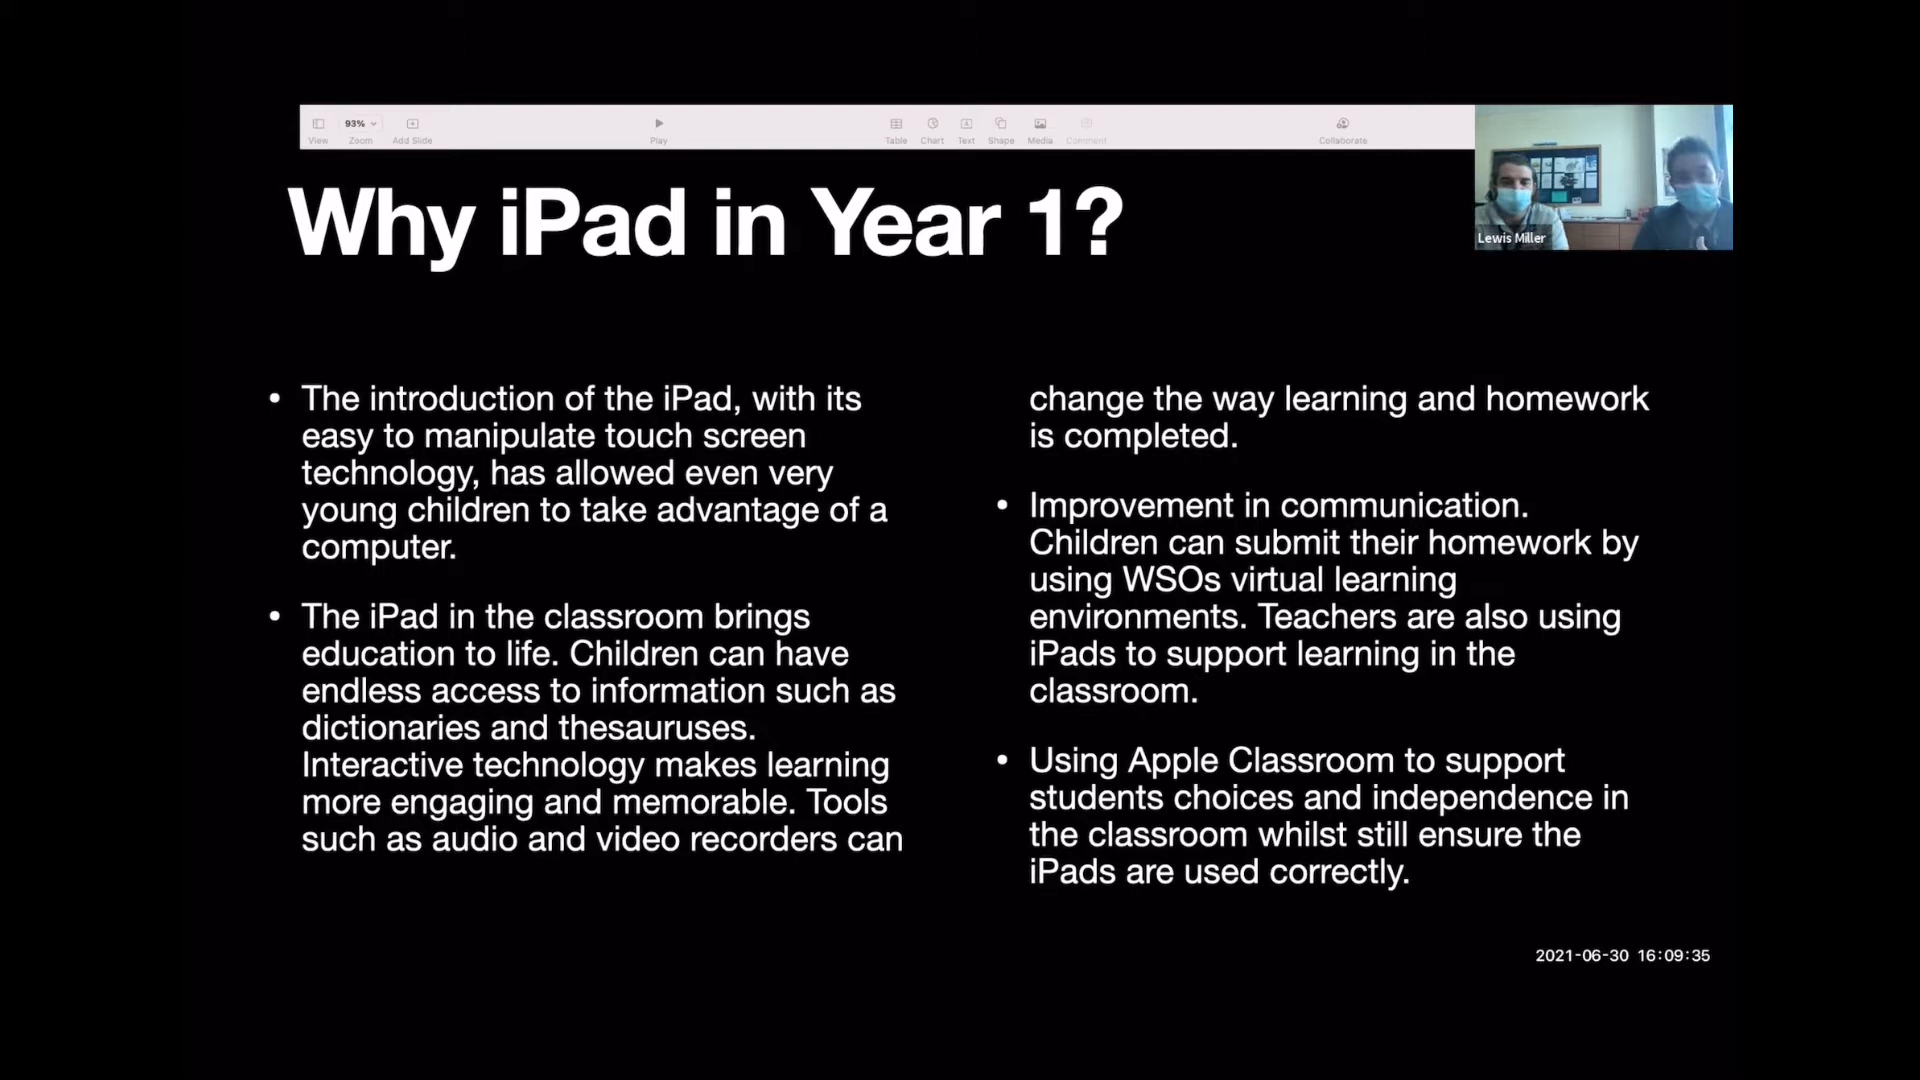 93%
View
Zoom
Add Slide
Play
Table
Chart
Text
Shape
Media
Comment
Collaborate
Lewis Miller
Why iPad in Year 1?
• The introduction of the iPad, with its
easy to manipulate touch screen
technology, has allowed even very
young children to take advantage of a
computer.
• The iPad in the classroom brings
education to life. Children can have
endless access to information such as
dictionaries and thesauruses.
Interactive technology makes learning
more engaging and memorable. Tools
such as audio and video recorders can
change the way learning and homework
is completed.
• Improvement in communication.
Children can submit their homework by
using WSOs virtual learning
environments. Teachers are also using
iPads to support learning in the
classroom.
• Using Apple Classroom to support
students choices and independence in
the classroom whilst still ensure the
iPads are used correctly.
2021-06-30 16:09:35